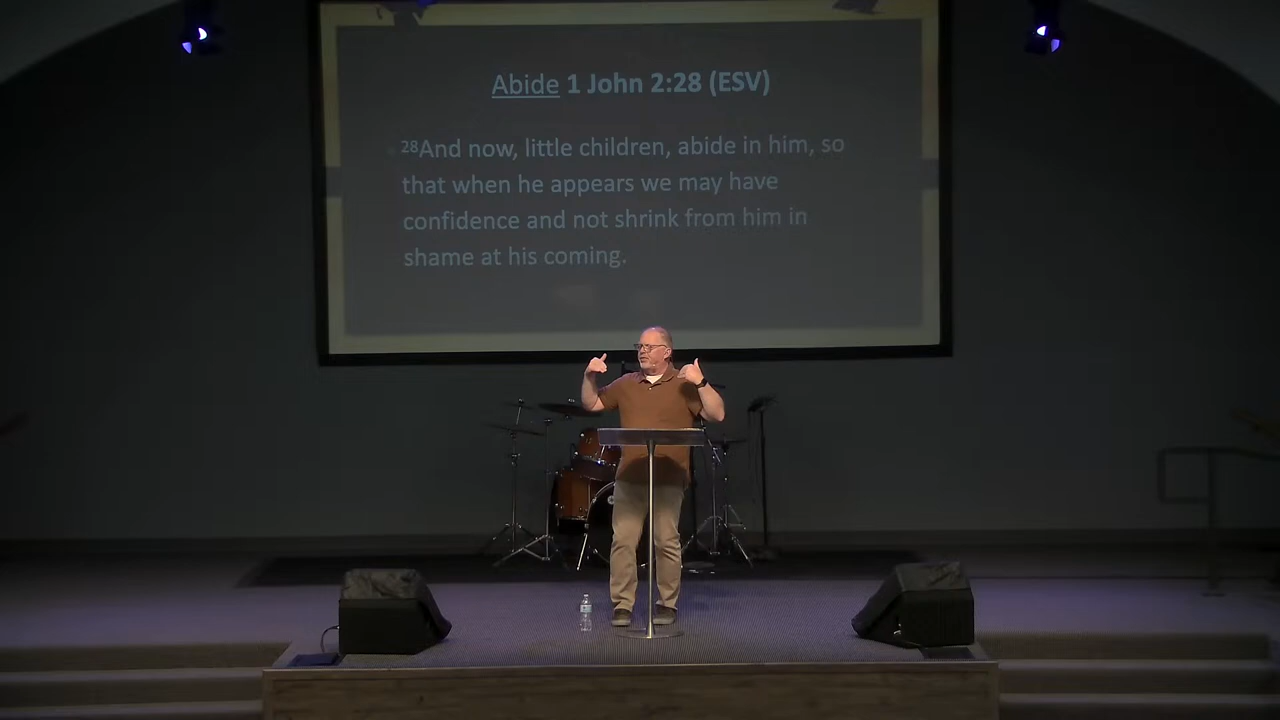 Abide 1 John 2:28 (ESV)
28And now, little children, abide in him, so
that when he appears we may have
confidence and not shrink from him in
shame at his coming.